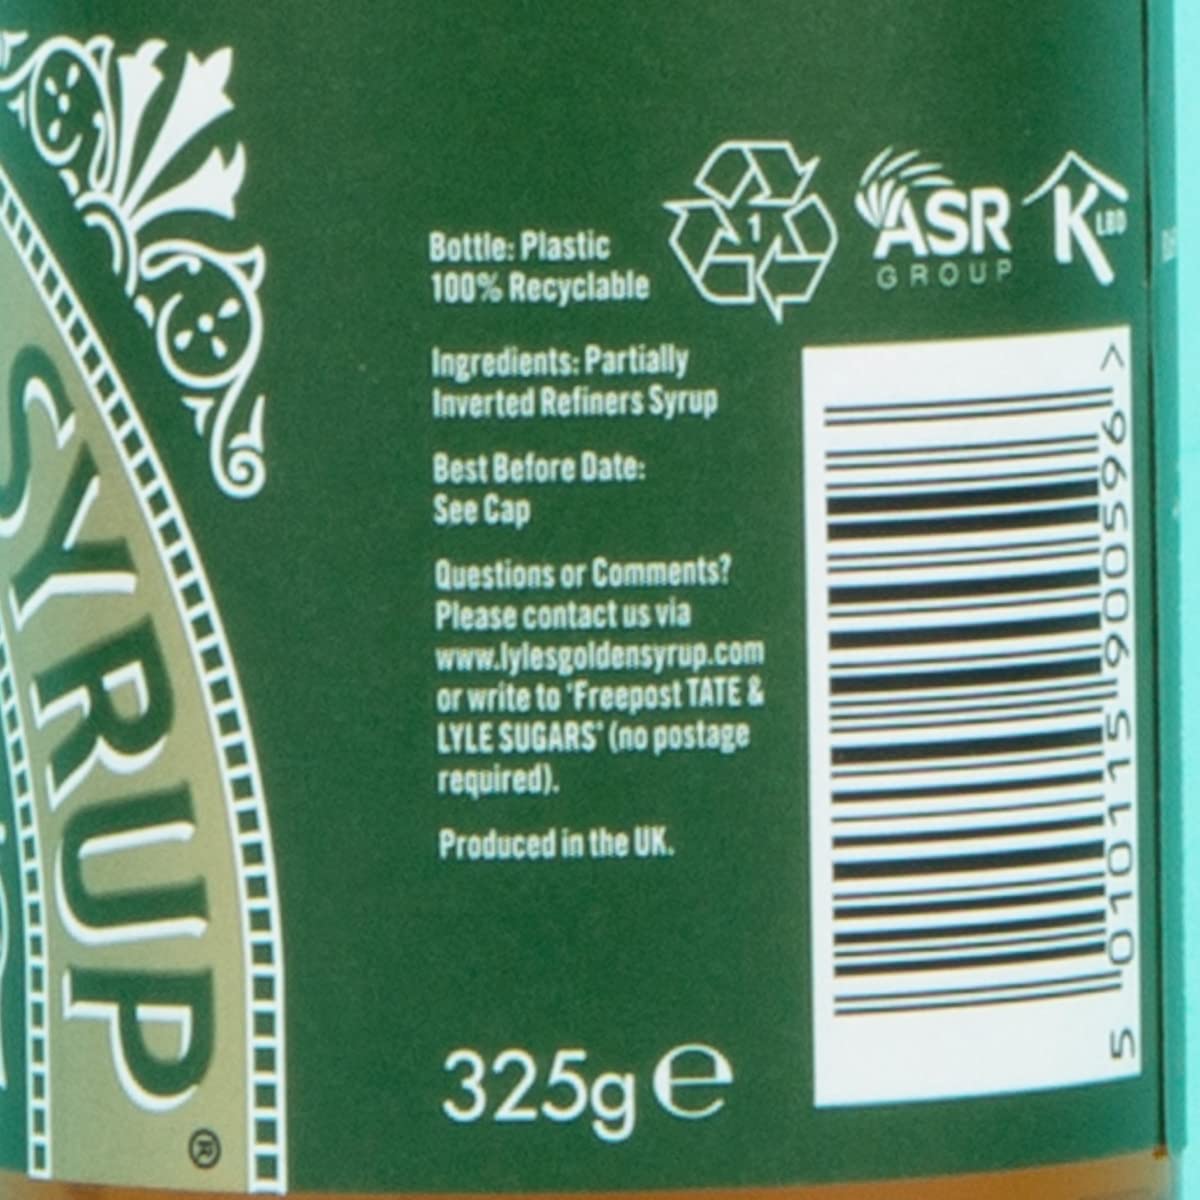 SYRUP®
Bottle: Plastic
100% Recyclable
1
ASR
GROUP
K LBD
Ingredients: Partially
Inverted Refiners Syrup
Best Before Date:
See Cap
Questions or Comments?
Please contact us via
www.lylesgoldensyrup.com
or write to 'Freepost TATE &
LYLE SUGARS' (no postage
required).
Produced in the UK.
325g e
5 010115 900596 >